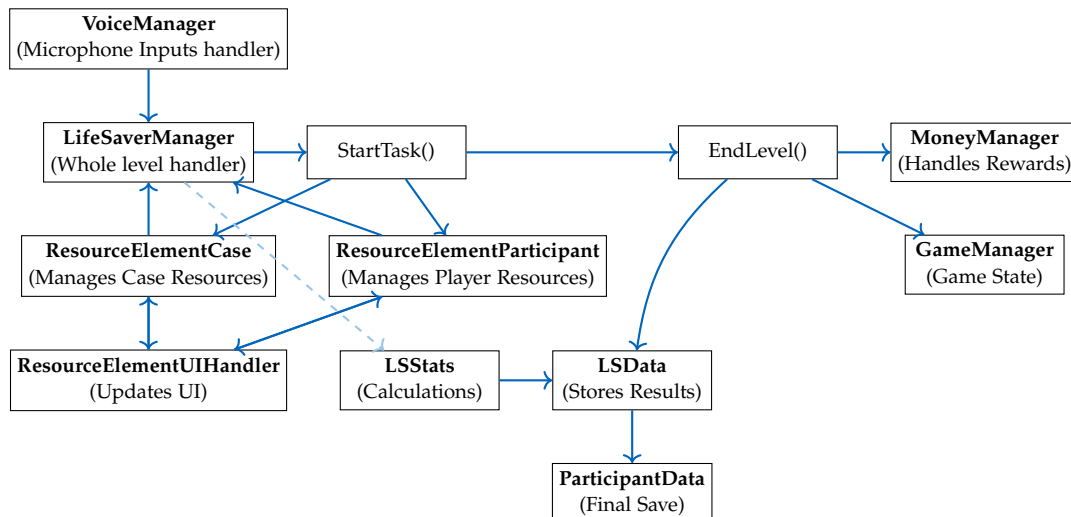 VoiceManager
(Microphone Inputs handler)
LifeSaverManager
(Whole level handler)
StartTask()
EndLevel()
MoneyManager
(Handles Rewards)
ResourceElementCase
(Manages Case Resources)
ResourceElementParticipant
(Manages Player Resources)
GameManager
(Game State)
ResourceElementUIHandler
(Updates UI)
LSStats
(Calculations)
LSData
(Stores Results)
ParticipantData
(Final Save)